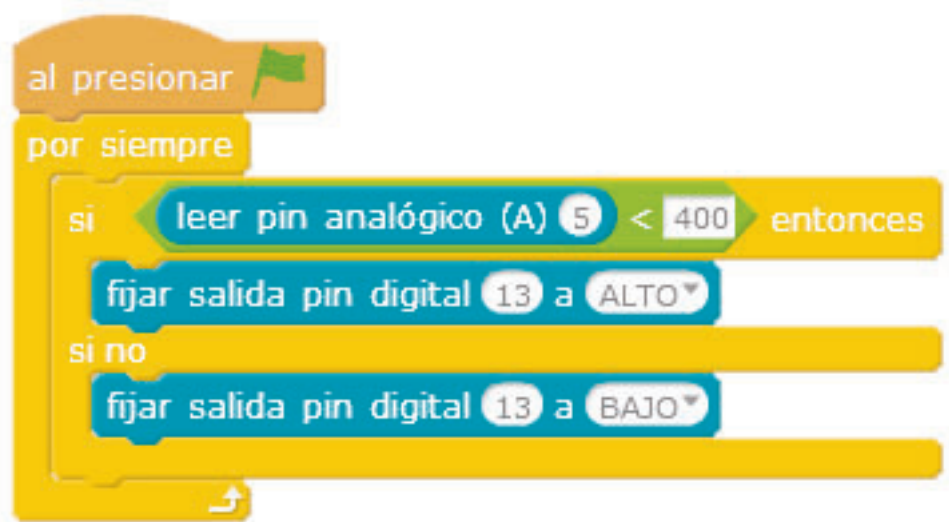 al presionar
por siempre
si leer pin analógico (A) 5 < 400 entonces
fijar salida pin digital 13 a ALTO
si no
fijar salida pin digital 13 a BAJO